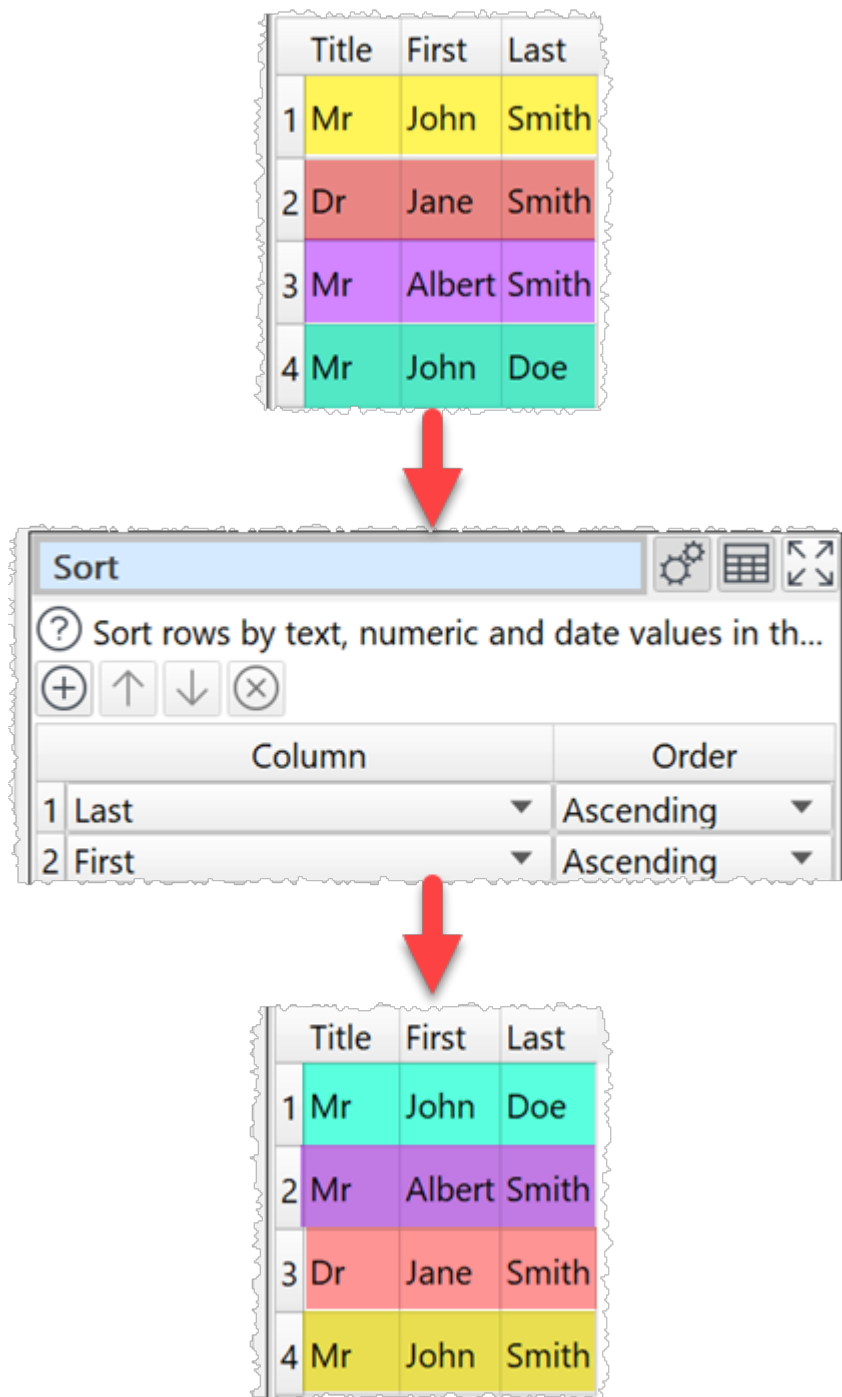 Title First Last
1 Mr John Smith
2 Dr Jane Smith
3 Mr Albert Smith
4 Mr John Doe
Sort
? Sort rows by text, numeric and date values in th...
Column Order
1 Last Ascending
2 First Ascending
Title First Last
1 Mr John Doe
2 Mr Albert Smith
3 Dr Jane Smith
4 Mr John Smith